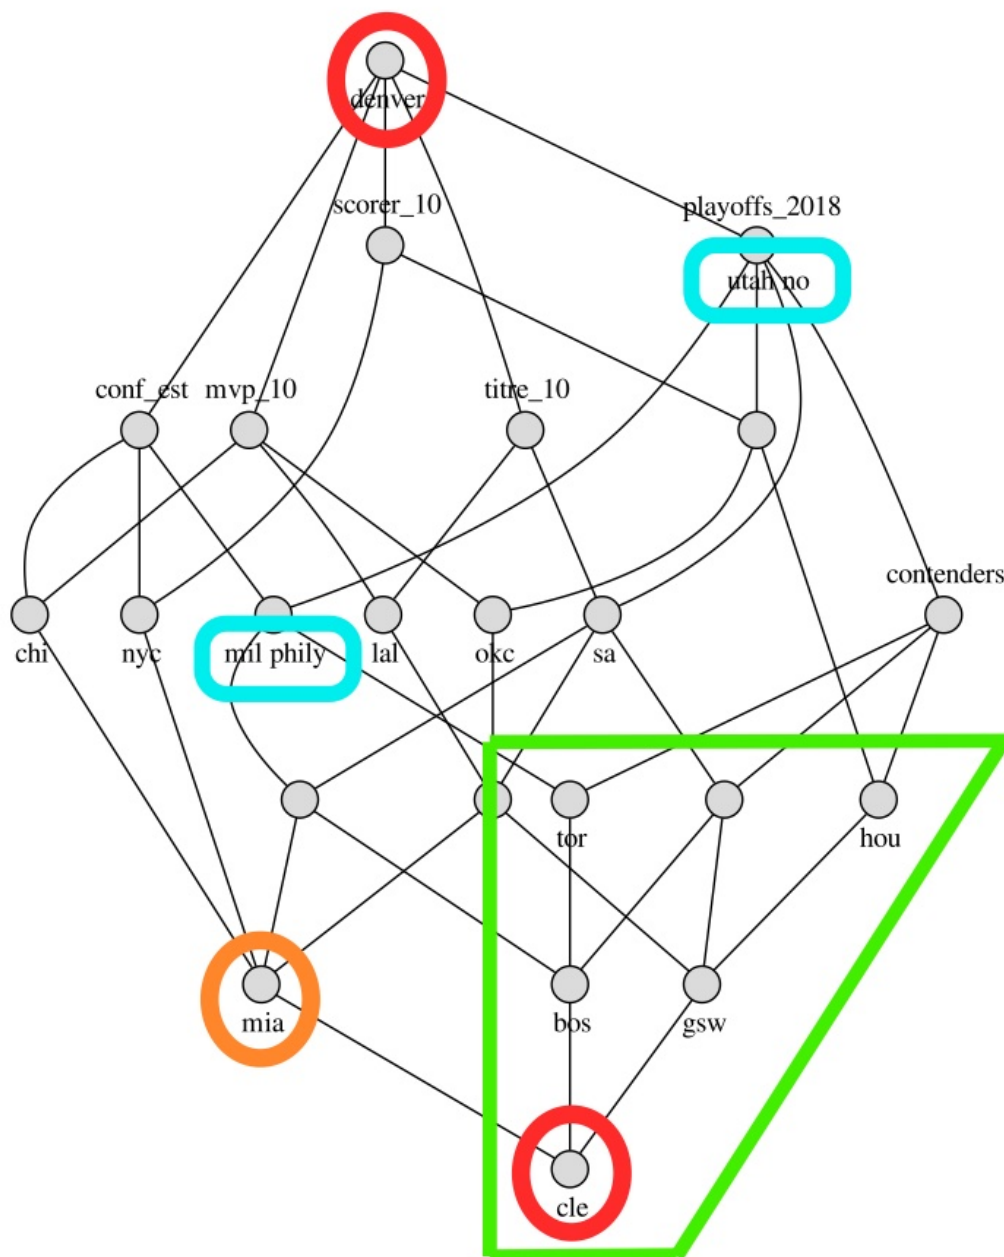 denver
scorer_10
playoffs_2018
utah no
conf_est
mvp_10
titre_10
contenders
chi
nyc
mil phily
lal
okc
sa
tor
hou
mia
bos
gsw
cle